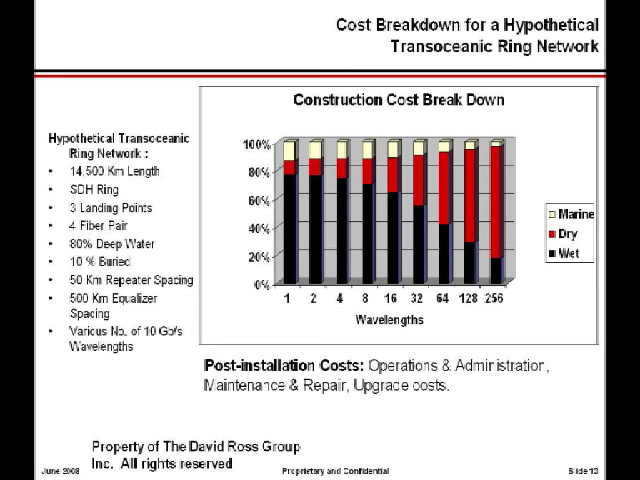 Cost Breakdown for a Hypothetical
Transoceanic Ring Network
Construction Cost Break Down
Hypothetical Transoceanic
Ring Network :
• 14,500 Km Length
• SDH Ring
• 3 Landing Points
• 4 Fiber Pair
• 80% Deep Water
• 10 % Buried
• 50 Km Repeater Spacing
• 500 Km Equalizer
Spacing
• Various No. of 10 Gb/s
Wavelengths
100%
80%
60%
40%
20%
0%
1 2 4 8 16 32 64 128 256
Wavelengths
Marine
Dry
Wet
Post-installation Costs: Operations & Administration,
Maintenance & Repair, Upgrade costs.
Property of The David Ross Group
Inc. All rights reserved
June 2008
Proprietary and Confidential
Slide 13